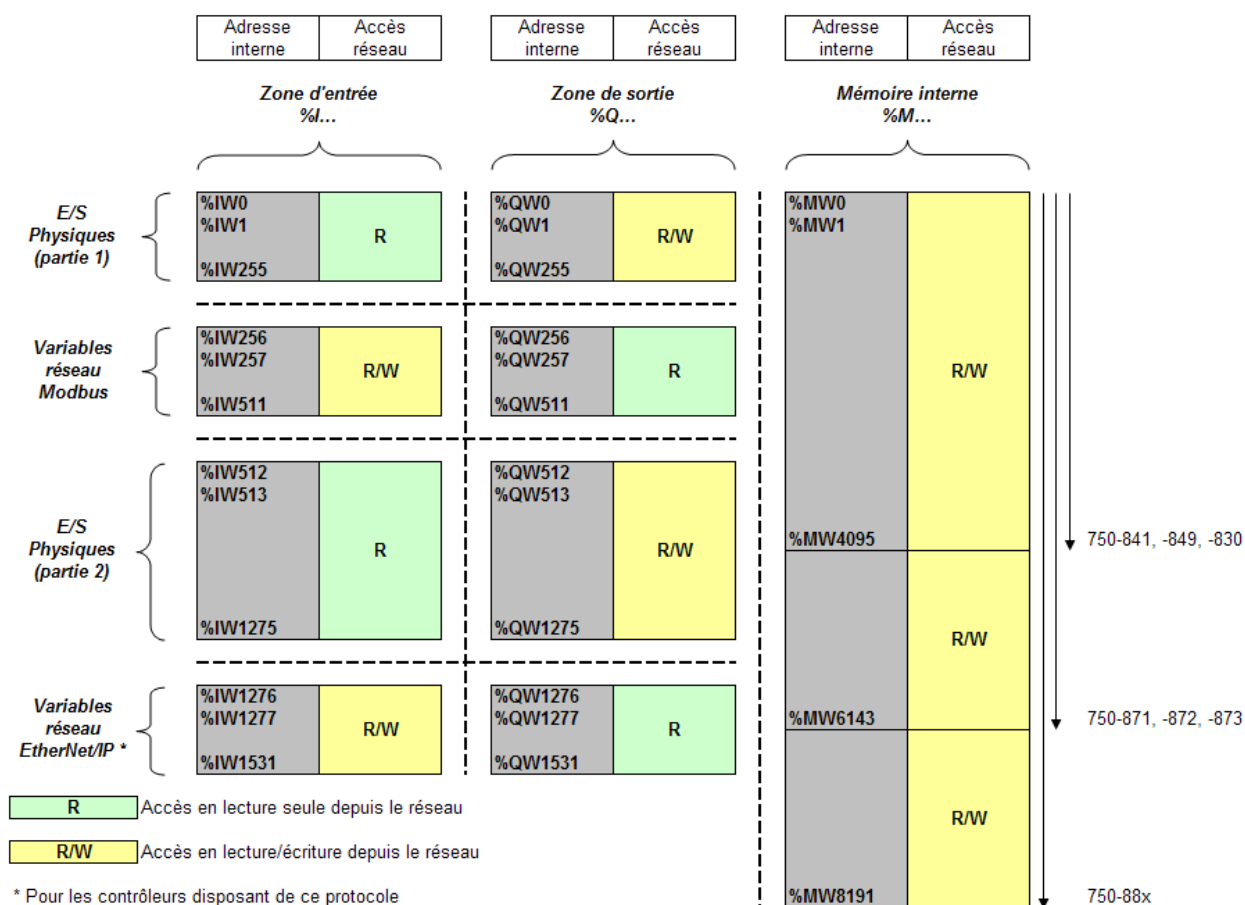 Adresse interne Accès réseau Adresse interne Accès réseau Adresse interne Accès réseau
Zone d'entrée Zone de sortie Mémoire interne
%I... %Q... %M...
E/S
Physiques
(partie 1)
%IW0
%IW1
%IW255
R
%QW0
%QW1
%QW255
R/W
Variables
réseau
Modbus
%IW256
%IW257
%IW511
R/W
%QW256
%QW257
%QW511
R
E/S
Physiques
(partie 2)
%IW512
%IW513
%IW1275
R
%QW512
%QW513
%QW1275
R/W
Variables
réseau
EtherNet/IP *
%IW1276
%IW1277
%IW1531
R/W
%QW1276
%QW1277
%QW1531
R
%MW0
%MW1
R/W
%MW4095
750-841, -849, -830
R/W
%MW6143
750-871, -872, -873
R/W
%MW8191
750-88x
R Accès en lecture seule depuis le réseau
R/W Accès en lecture/écriture depuis le réseau
* Pour les contrôleurs disposant de ce protocole